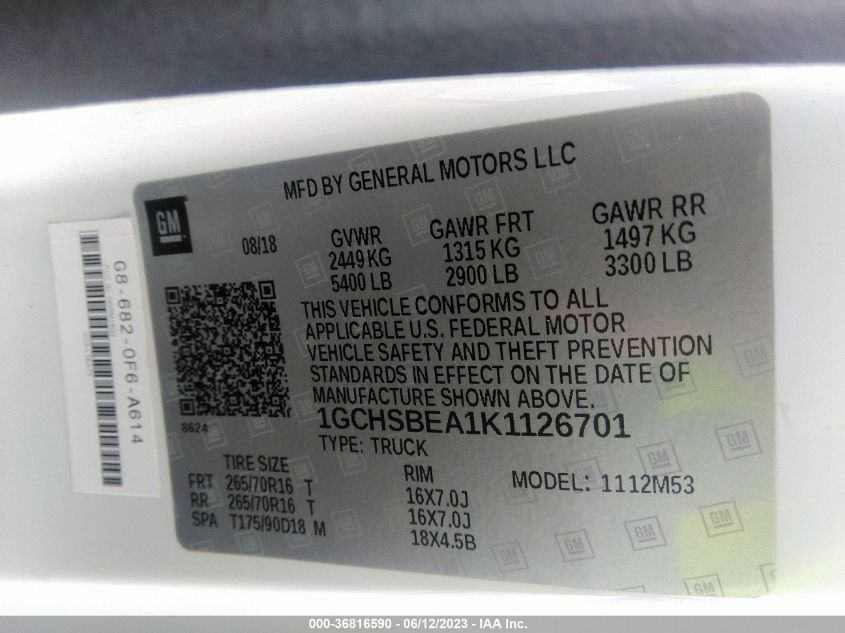 MFD BY GENERAL MOTORS LLC
GM
08/18
GVWR
2449 KG
5400 LB
GAWR FRT
1315 KG
2900 LB
GAWR RR
1497 KG
3300 LB
THIS VEHICLE CONFORMS TO ALL
APPLICABLE U.S. FEDERAL MOTOR
VEHICLE SAFETY AND THEFT PREVENTION
STANDARDS IN EFFECT ON THE DATE OF
MANUFACTURE SHOWN ABOVE.
8624
1GCHSBEA1K1126701
TYPE: TRUCK
MODEL: 1112M53
TIRE SIZE
RIM
FRT 265/70R16 T 16X7.0J
RR 265/70R16 T 16X7.0J
SPA T175/90D18 M 18X4.5B
G8-682-0F6-A614
000-36816590 - 06/12/2023 - IAA Inc.